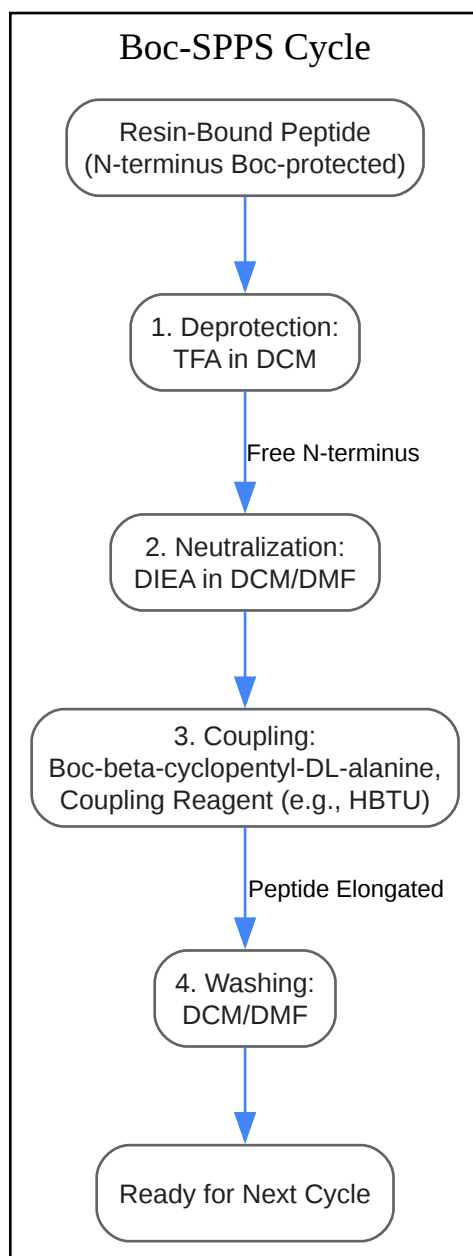 Boc-SPPS Cycle
Resin-Bound Peptide
(N-terminus Boc-protected)
1. Deprotection:
TFA in DCM
Free N-terminus
2. Neutralization:
DIEA in DCM/DMF
3. Coupling:
Boc-beta-cyclopentyl-DL-alanine,
Coupling Reagent (e.g., HBTU)
Peptide Elongated
4. Washing:
DCM/DMF
Ready for Next Cycle